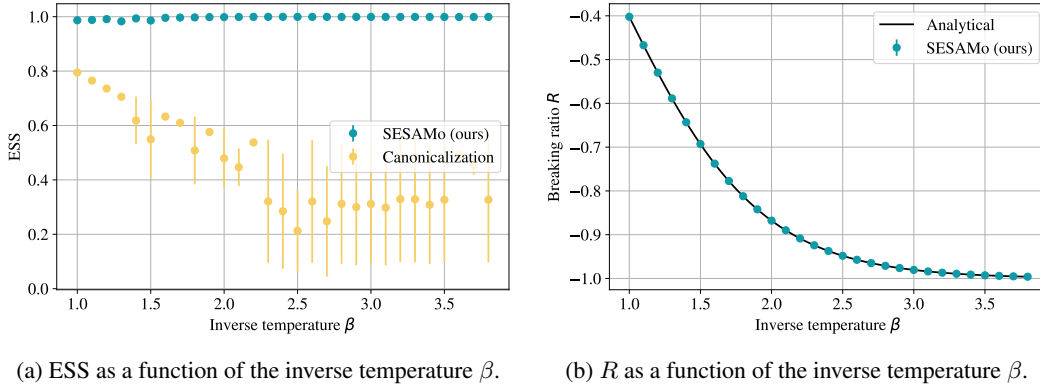 1.0
0.8
0.6
0.4
0.2
0.0
ESS
SESAMo (ours)
Canonicalization
1.0 1.5 2.0 2.5 3.0 3.5
Inverse temperature β
(a) ESS as a function of the inverse temperature β.
−0.4
−0.5
−0.6
−0.7
−0.8
−0.9
−1.0
Breaking ratio R
Analytical
SESAMo (ours)
1.0 1.5 2.0 2.5 3.0 3.5
Inverse temperature β
(b) R as a function of the inverse temperature β.